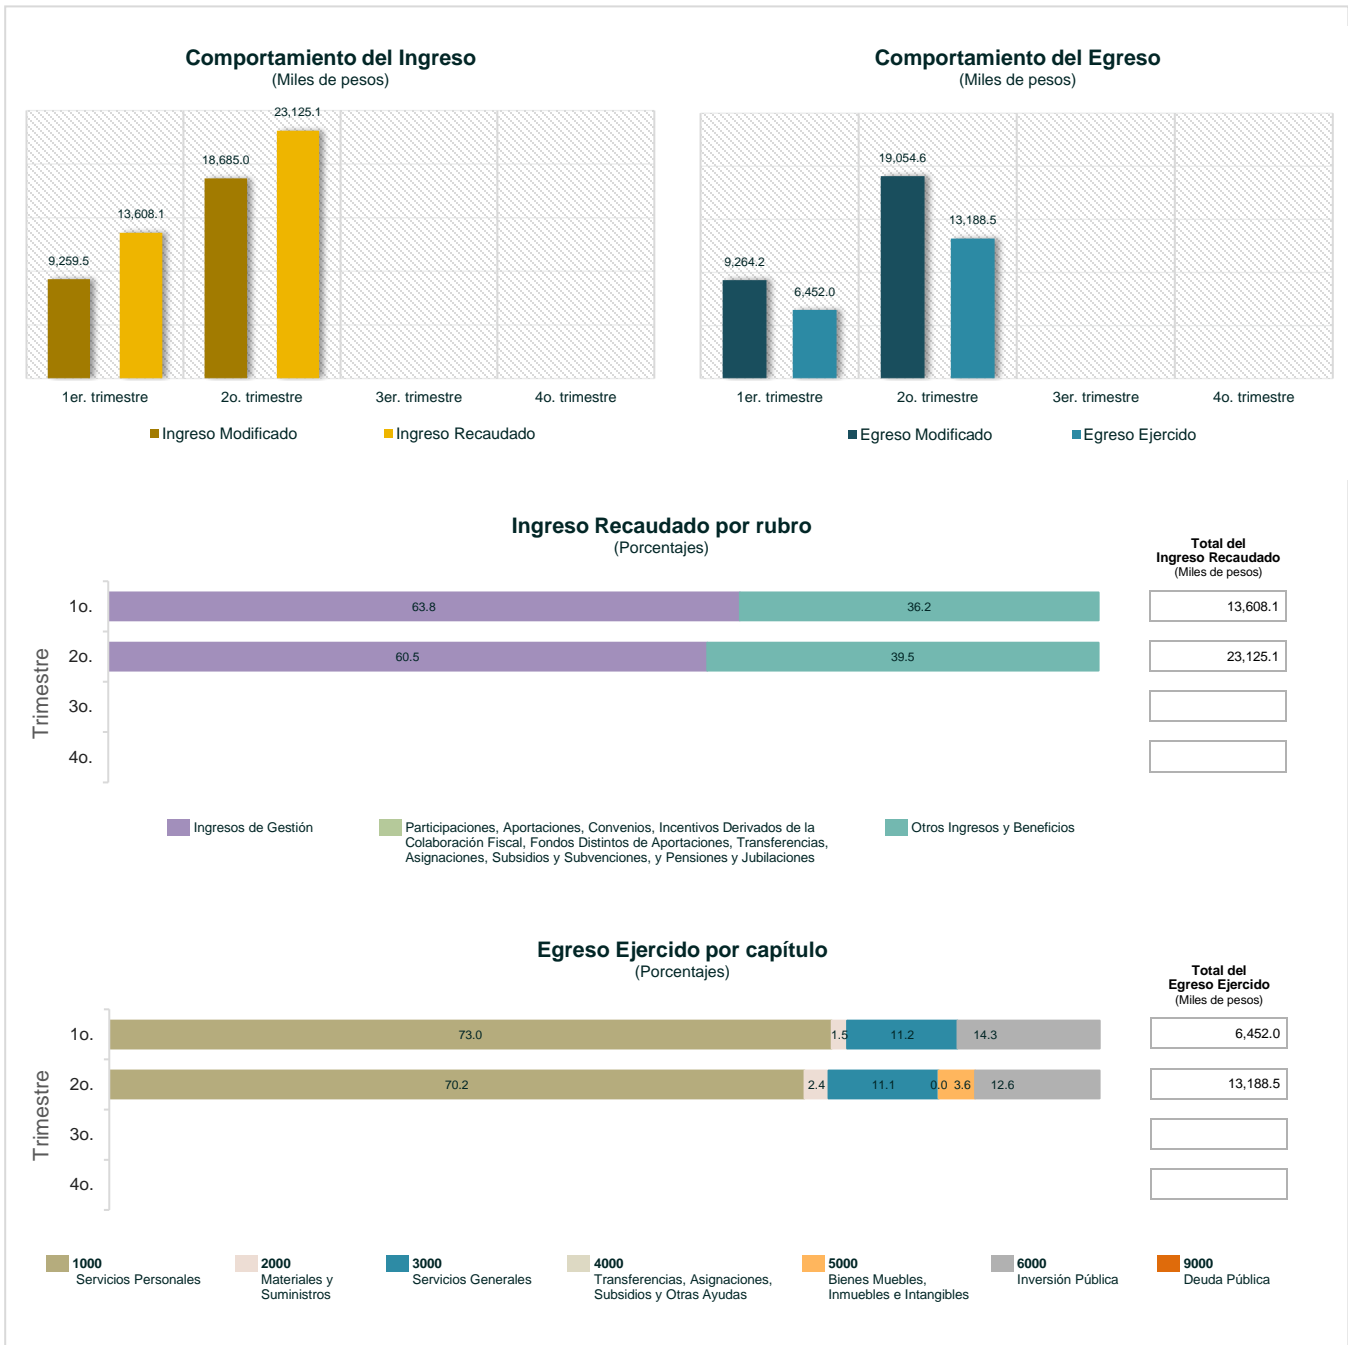 Comportamiento del Ingreso
(Miles de pesos)
23,125.1
18,685.0
13,608.1
9,259.5
1er. trimestre 2o. trimestre 3er. trimestre 4o. trimestre
Ingreso Modificado Ingreso Recaudado
Comportamiento del Egreso
(Miles de pesos)
19,054.6
13,188.5
9,264.2
6,452.0
1er. trimestre 2o. trimestre 3er. trimestre 4o. trimestre
Egreso Modificado Egreso Ejercido
Ingreso Recaudado por rubro
(Porcentajes)
Total del
Ingreso Recaudado
(Miles de pesos)
Trimestre
1o. 63.8 36.2 13,608.1
2o. 60.5 39.5 23,125.1
3o.
4o.
Ingresos de Gestión
Participaciones, Aportaciones, Convenios, Incentivos Derivados de la
Colaboración Fiscal, Fondos Distintos de Aportaciones, Transferencias,
Asignaciones, Subsidios y Subvenciones, y Pensiones y Jubilaciones
Otros Ingresos y Beneficios
Egreso Ejercido por capítulo
(Porcentajes)
Total del
Egreso Ejercido
(Miles de pesos)
Trimestre
1o. 73.0 1.5 11.2 14.3 6,452.0
2o. 70.2 2.4 11.1 0.0 3.6 12.6 13,188.5
3o.
4o.
1000
Servicios Personales
2000
Materiales y
Suministros
3000
Servicios Generales
4000
Transferencias, Asignaciones,
Subsidios y Otras Ayudas
5000
Bienes Muebles,
Inmuebles e Intangibles
6000
Inversión Pública
9000
Deuda Pública